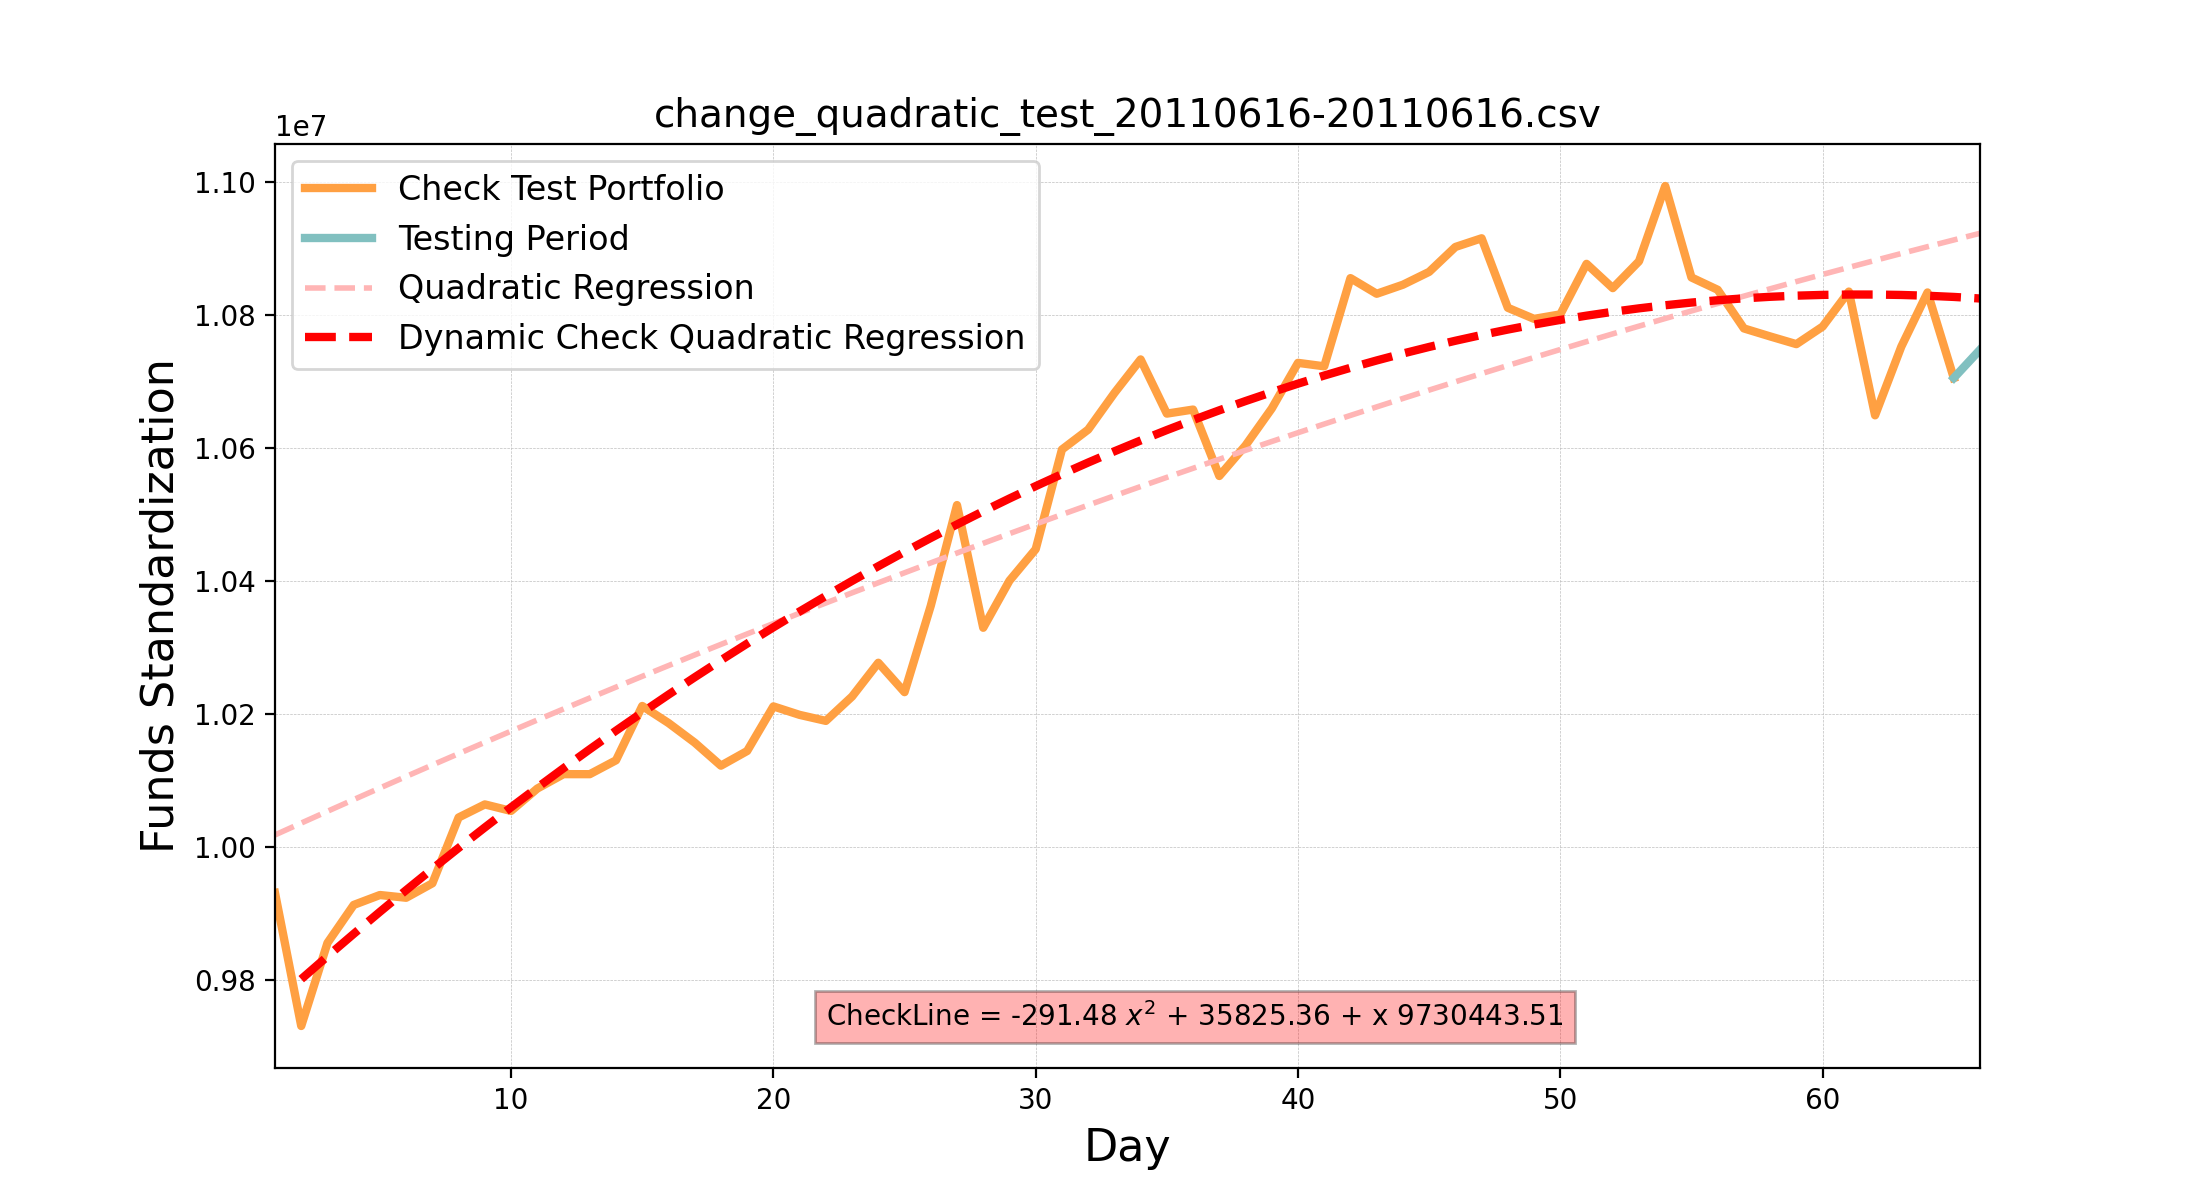 change_quadratic_test_20110616-20110616.csv
1e7
Check Test Portfolio
Testing Period
Quadratic Regression
Dynamic Check Quadratic Regression
1.10
1.08
1.06
1.04
1.02
1.00
0.98
Funds Standardization
CheckLine = -291.48 x² + 35825.36 + x 9730443.51
10 20 30 40 50 60
Day